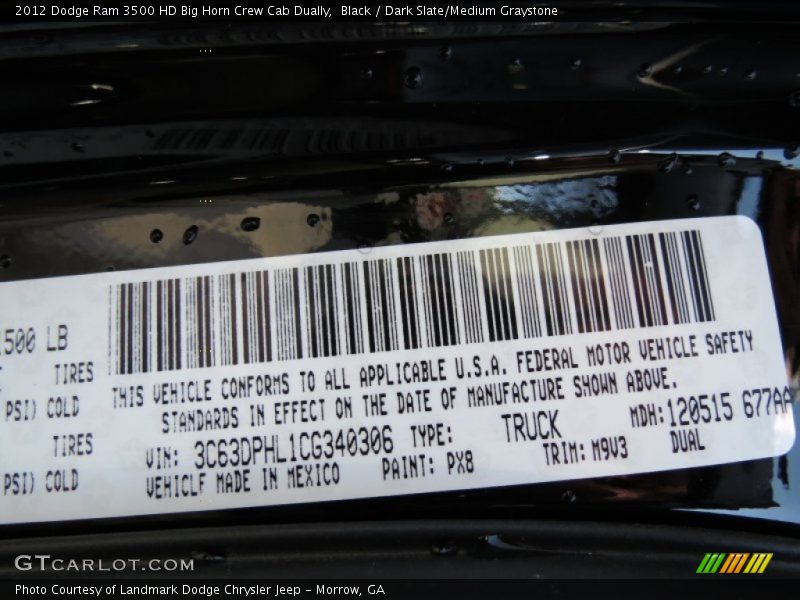 2012 Dodge Ram 3500 HD Big Horn Crew Cab Dually, Black / Dark Slate/Medium Graystone
500 LB
TIRES
PSI) COLD
TIRES
PSI) COLD
THIS VEHICLE CONFORMS TO ALL APPLICABLE U.S.A. FEDERAL MOTOR VEHICLE SAFETY
STANDARDS IN EFFECT ON THE DATE OF MANUFACTURE SHOWN ABOVE.
VIN: 3C63DPHL1CG340306 TYPE: TRUCK MDH: 120515 677AA
VEHICLE MADE IN MEXICO PAINT: PX8 TRIM: M9V3 DUAL
GTCARLOT.COM
Photo Courtesy of Landmark Dodge Chrysler Jeep - Morrow, GA